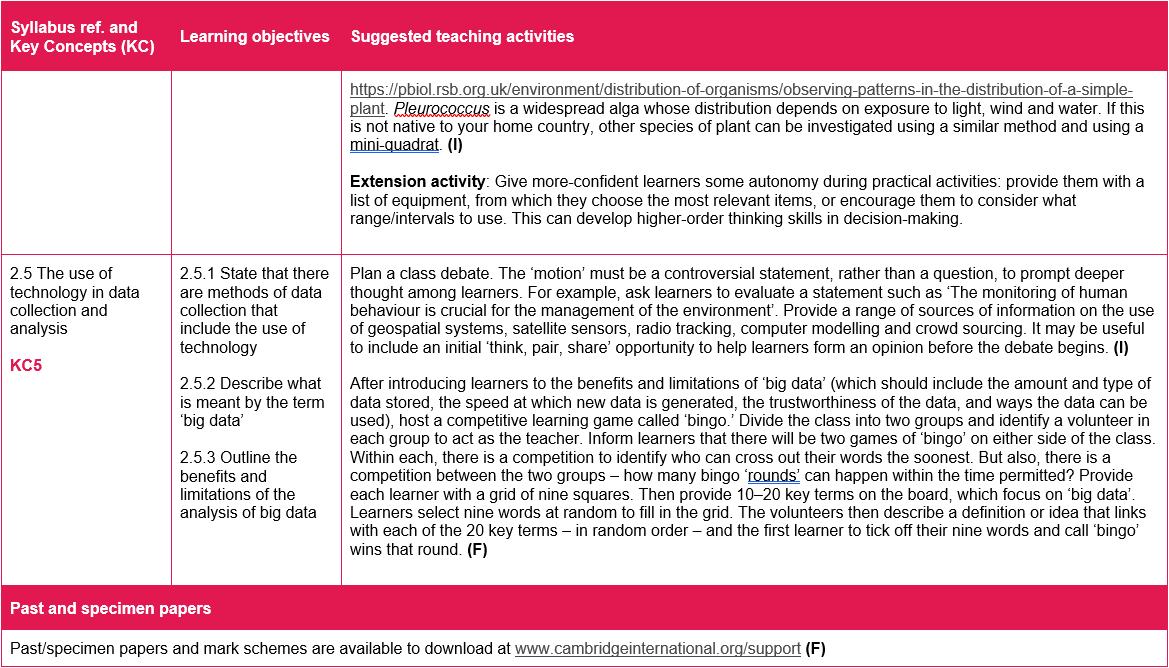 Syllabus ref. and
Key Concepts (KC)
Learning objectives
Suggested teaching activities
https://pbiol.rsb.org.uk/environment/distribution-of-organisms/observing-patterns-in-the-distribution-of-a-simple-
plant. Pleurococcus is a widespread alga whose distribution depends on exposure to light, wind and water. If this
is not native to your home country, other species of plant can be investigated using a similar method and using a
mini-quadrat. (I)
Extension activity: Give more-confident learners some autonomy during practical activities: provide them with a
list of equipment, from which they choose the most relevant items, or encourage them to consider what
range/intervals to use. This can develop higher-order thinking skills in decision-making.
2.5 The use of
technology in data
collection and
analysis
KC5
2.5.1 State that there
are methods of data
collection that
include the use of
technology
2.5.2 Describe what
is meant by the term
‘big data’
2.5.3 Outline the
benefits and
limitations of the
analysis of big data
Plan a class debate. The ‘motion’ must be a controversial statement, rather than a question, to prompt deeper
thought among learners. For example, ask learners to evaluate a statement such as ‘The monitoring of human
behaviour is crucial for the management of the environment’. Provide a range of sources of information on the use
of geospatial systems, satellite sensors, radio tracking, computer modelling and crowd sourcing. It may be useful
to include an initial ‘think, pair, share’ opportunity to help learners form an opinion before the debate begins. (I)
After introducing learners to the benefits and limitations of ‘big data’ (which should include the amount and type of
data stored, the speed at which new data is generated, the trustworthiness of the data, and ways the data can be
used), host a competitive learning game called ‘bingo.’ Divide the class into two groups and identify a volunteer in
each group to act as the teacher. Inform learners that there will be two games of ‘bingo’ on either side of the class.
Within each, there is a competition to identify who can cross out their words the soonest. But also, there is a
competition between the two groups – how many bingo ‘rounds’ can happen within the time permitted? Provide
each learner with a grid of nine squares. Then provide 10–20 key terms on the board, which focus on ‘big data’.
Learners select nine words at random to fill in the grid. The volunteers then describe a definition or idea that links
with each of the 20 key terms – in random order – and the first learner to tick off their nine words and call ‘bingo’
wins that round. (F)
Past and specimen papers
Past/specimen papers and mark schemes are available to download at www.cambridgeinternational.org/support (F)